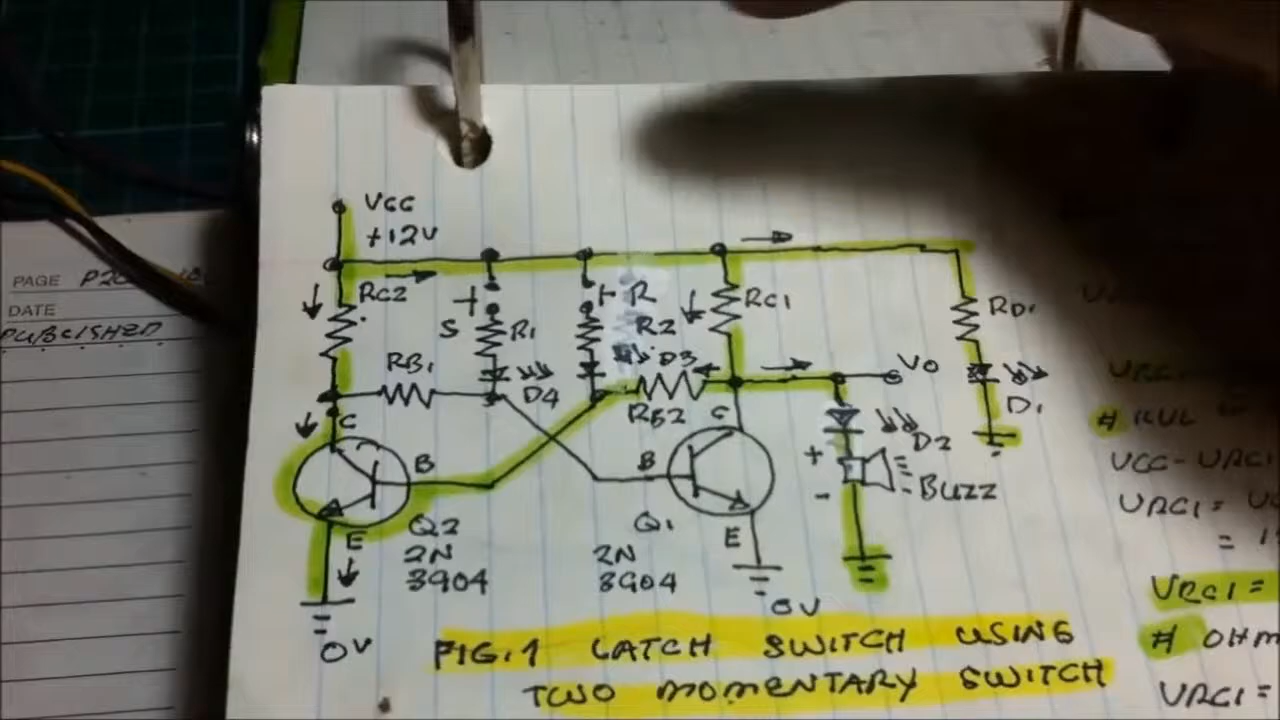 PAGE
DATE
PUBLISHED
VCC
+12V
RC2
S
R1
R
R2
RC1
RD1
RB1
D4
D3
RB2
VO
D1
C
B
E
Q2
2N
3904
C
B
E
Q1
2N
3904
D2
+
-
BUZZ
0V
0V
FIG.1 LATCH SWITCH USING
TWO MOMENTARY SWITCH
# KVL
VCC-VRC1
VRC1=
=
VRC1=
# OHM
VRC1=